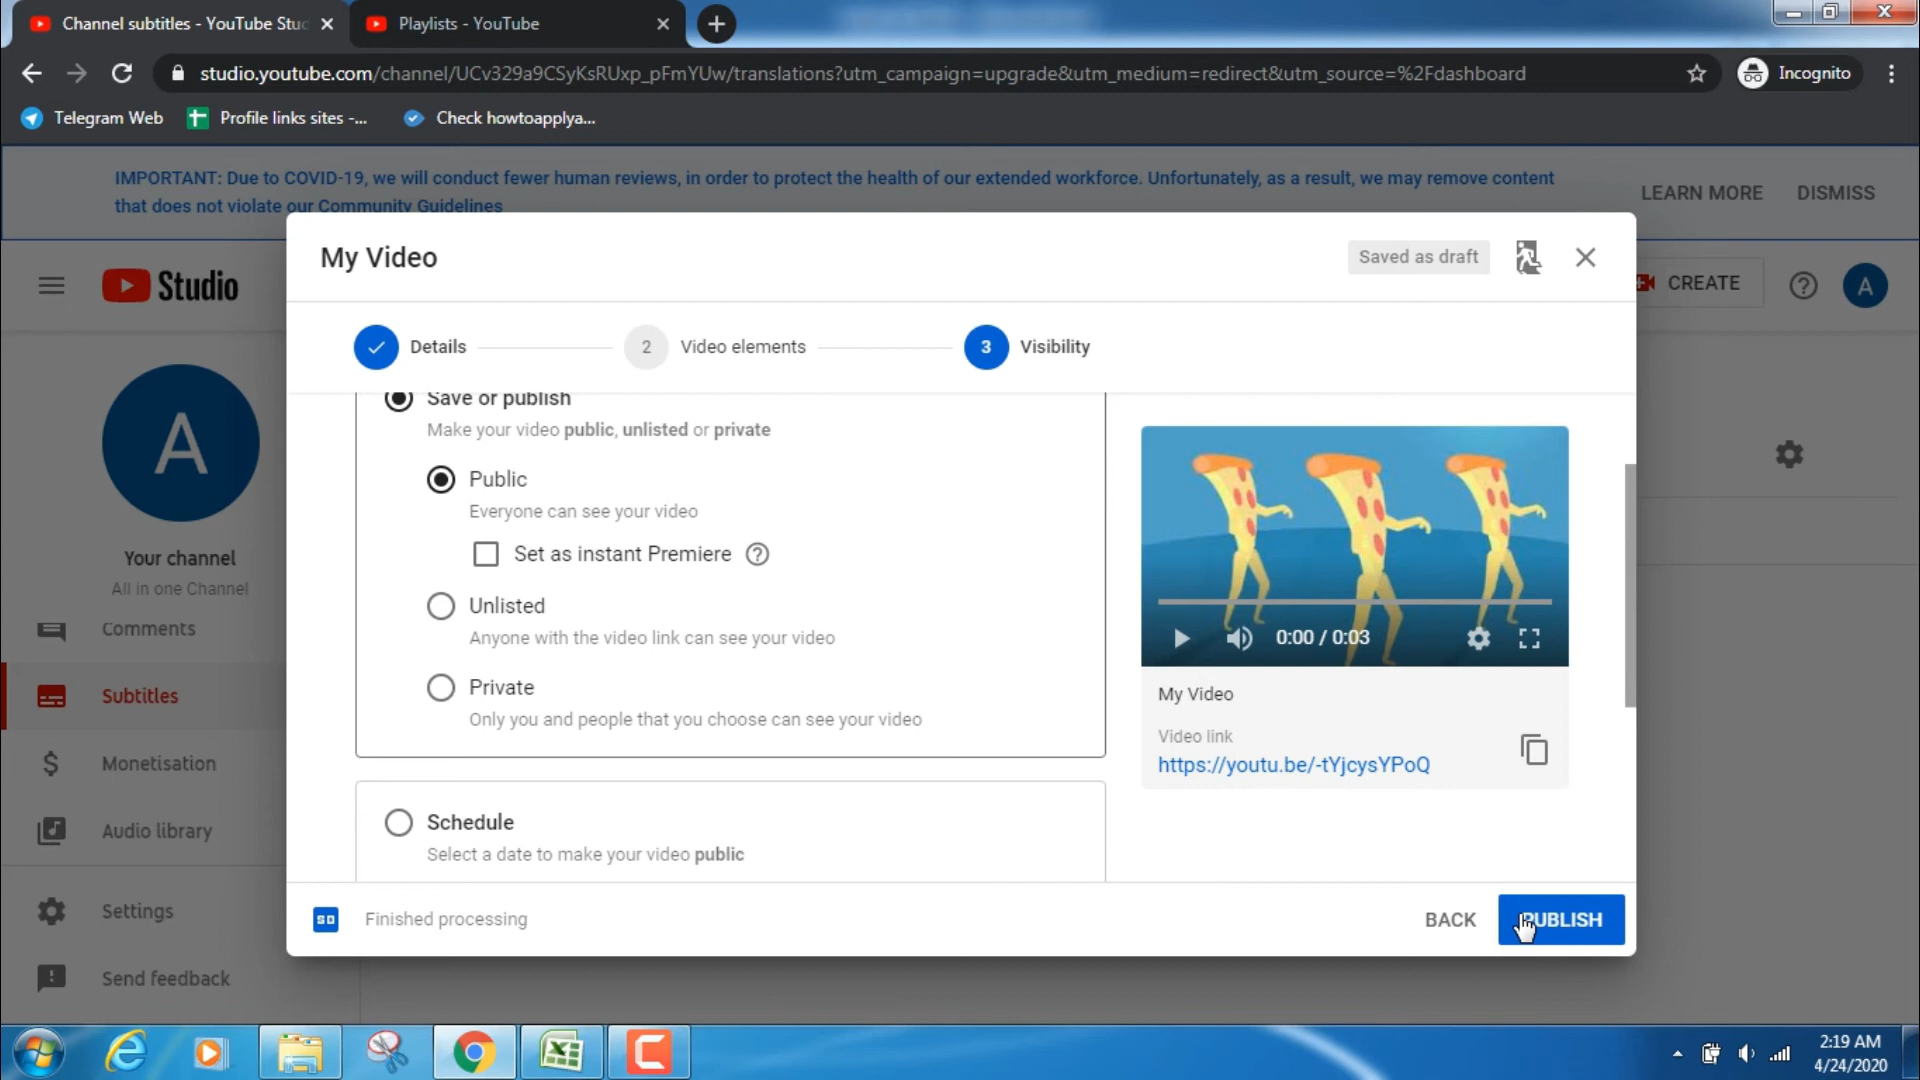 Channel subtitles - YouTube Stud
Playlists - YouTube
studio.youtube.com/channel/UCv329a9CSyKsRUxp_pFmYUw/translations?utm_campaign=upgrade&utm_medium=redirect&utm_source=%2Fdashboard
Incognito
Telegram Web
Profile links sites -...
Check howtoapplya...
IMPORTANT: Due to COVID-19, we will conduct fewer human reviews, in order to protect the health of our extended workforce. Unfortunately, as a result, we may remove content
that does not violate our Community Guidelines
LEARN MORE
DISMISS
Studio
CREATE
A
My Video
Saved as draft
Details
2
Video elements
3
Visibility
A
Your channel
All in one Channel
Comments
Subtitles
Monetisation
Audio library
Settings
Send feedback
Save or publish
Make your video public, unlisted or private
Public
Everyone can see your video
Set as instant Premiere
Unlisted
Anyone with the video link can see your video
Private
Only you and people that you choose can see your video
Schedule
Select a date to make your video public
0:00 / 0:03
My Video
Video link
https://youtu.be/-tYjcysYPoQ
SD
Finished processing
BACK
PUBLISH
2:19 AM
4/24/2020